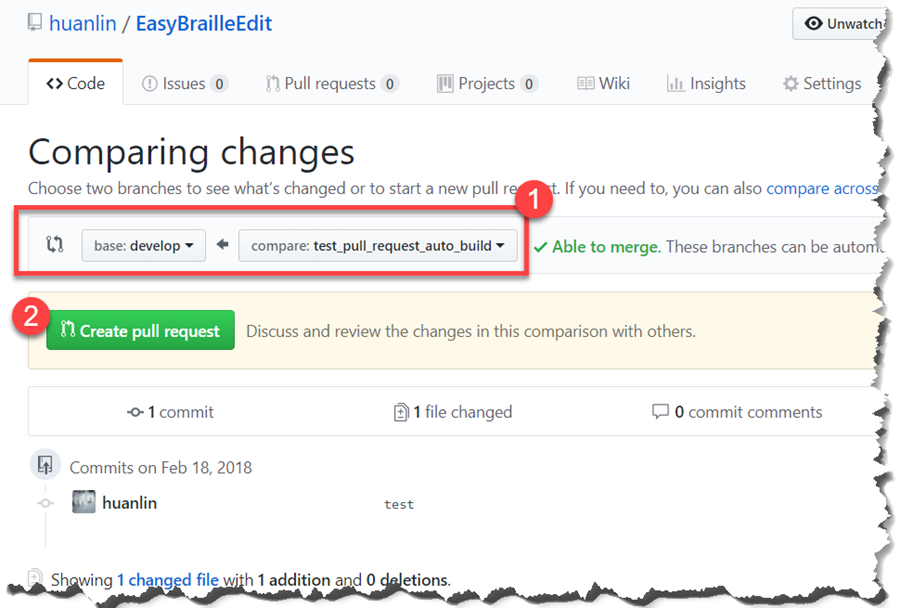 huanlin / EasyBrailleEdit
Unwatch
Code Issues 0 Pull requests 0 Projects 0 Wiki Insights Settings
Comparing changes
Choose two branches to see what's changed or to start a new pull . If you need to, you can also compare across
1
base: develop compare: test_pull_request_auto_build Able to merge. These branches can be
2
Create pull request Discuss and review the changes in this comparison with others.
1 commit 1 file changed 0 commit comments
Commits on Feb 18, 2018
huanlin test
Showing 1 changed file with 1 addition and 0 deletions.